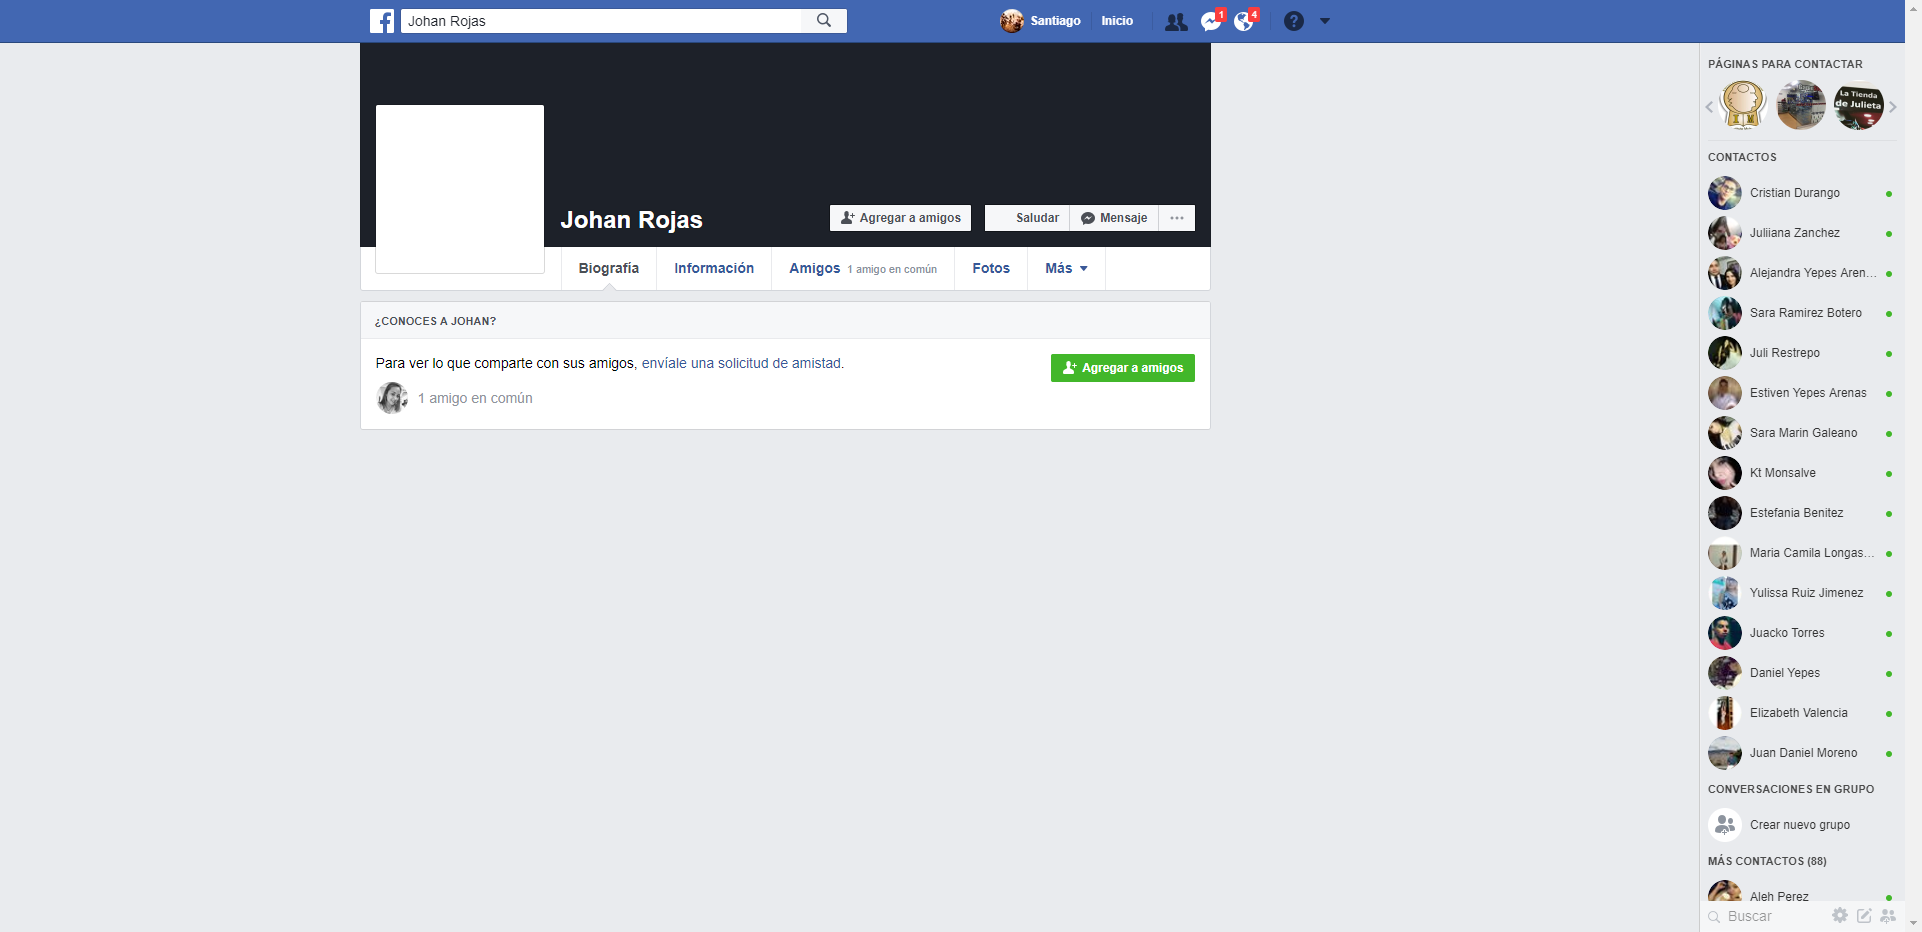 Johan Rojas
Santiago
Inicio
1
4
?
Johan Rojas
Agregar a amigos
Saludar
Mensaje
Biografía
Información
Amigos 1 amigo en común
Fotos
Más
¿CONOCES A JOHAN?
Para ver lo que comparte con sus amigos, envíale una solicitud de amistad.
Agregar a amigos
1 amigo en común
PÁGINAS PARA CONTACTAR
I M
La Tienda
de Julieta
CONTACTOS
Cristian Durango
Juliiana Zanchez
Alejandra Yepes Aren...
Sara Ramirez Botero
Juli Restrepo
Estiven Yepes Arenas
Sara Marin Galeano
Kt Monsalve
Estefania Benitez
Maria Camila Longas...
Yulissa Ruiz Jimenez
Juacko Torres
Daniel Yepes
Elizabeth Valencia
Juan Daniel Moreno
CONVERSACIONES EN GRUPO
Crear nuevo grupo
MÁS CONTACTOS (88)
Aleh Perez
Buscar